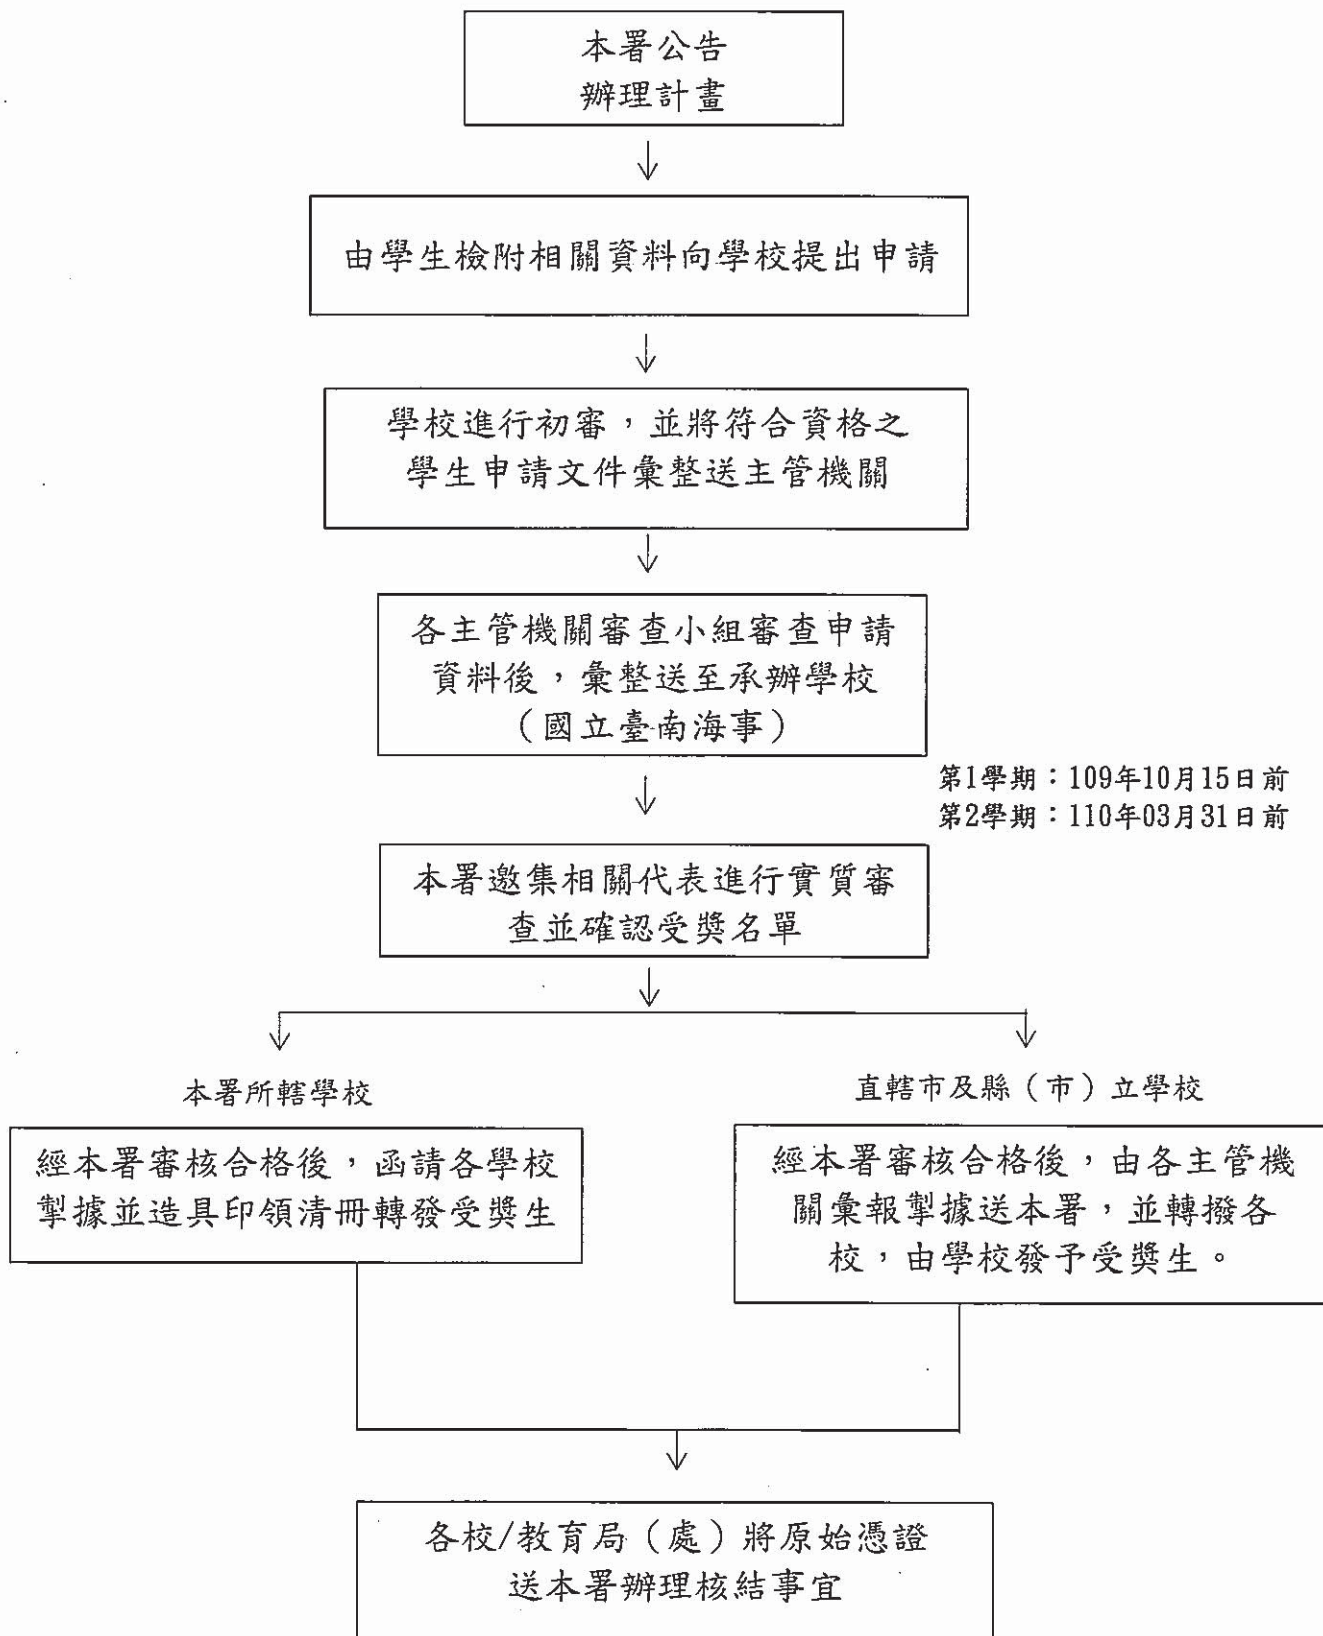 本署公告
辦理計畫
由學生檢附相關資料向學校提出申請
學校進行初審，並將符合資格之
學生申請文件彙整送主管機關
各主管機關審查小組審查申請
資料後，彙整送至承辦學校
（國立臺南海事）
第1學期：109年10月15日前
第2學期：110年03月31日前
本署邀集相關代表進行實質審
查並確認受獎名單
本署所轄學校
經本署審核合格後，函請各學校
掣據並造具印領清冊轉發受獎生
直轄市及縣（市）立學校
經本署審核合格後，由各主管機
關彙報掣據送本署，並轉撥各
校，由學校發予受獎生。
各校/教育局（處）將原始憑證
送本署辦理核結事宜